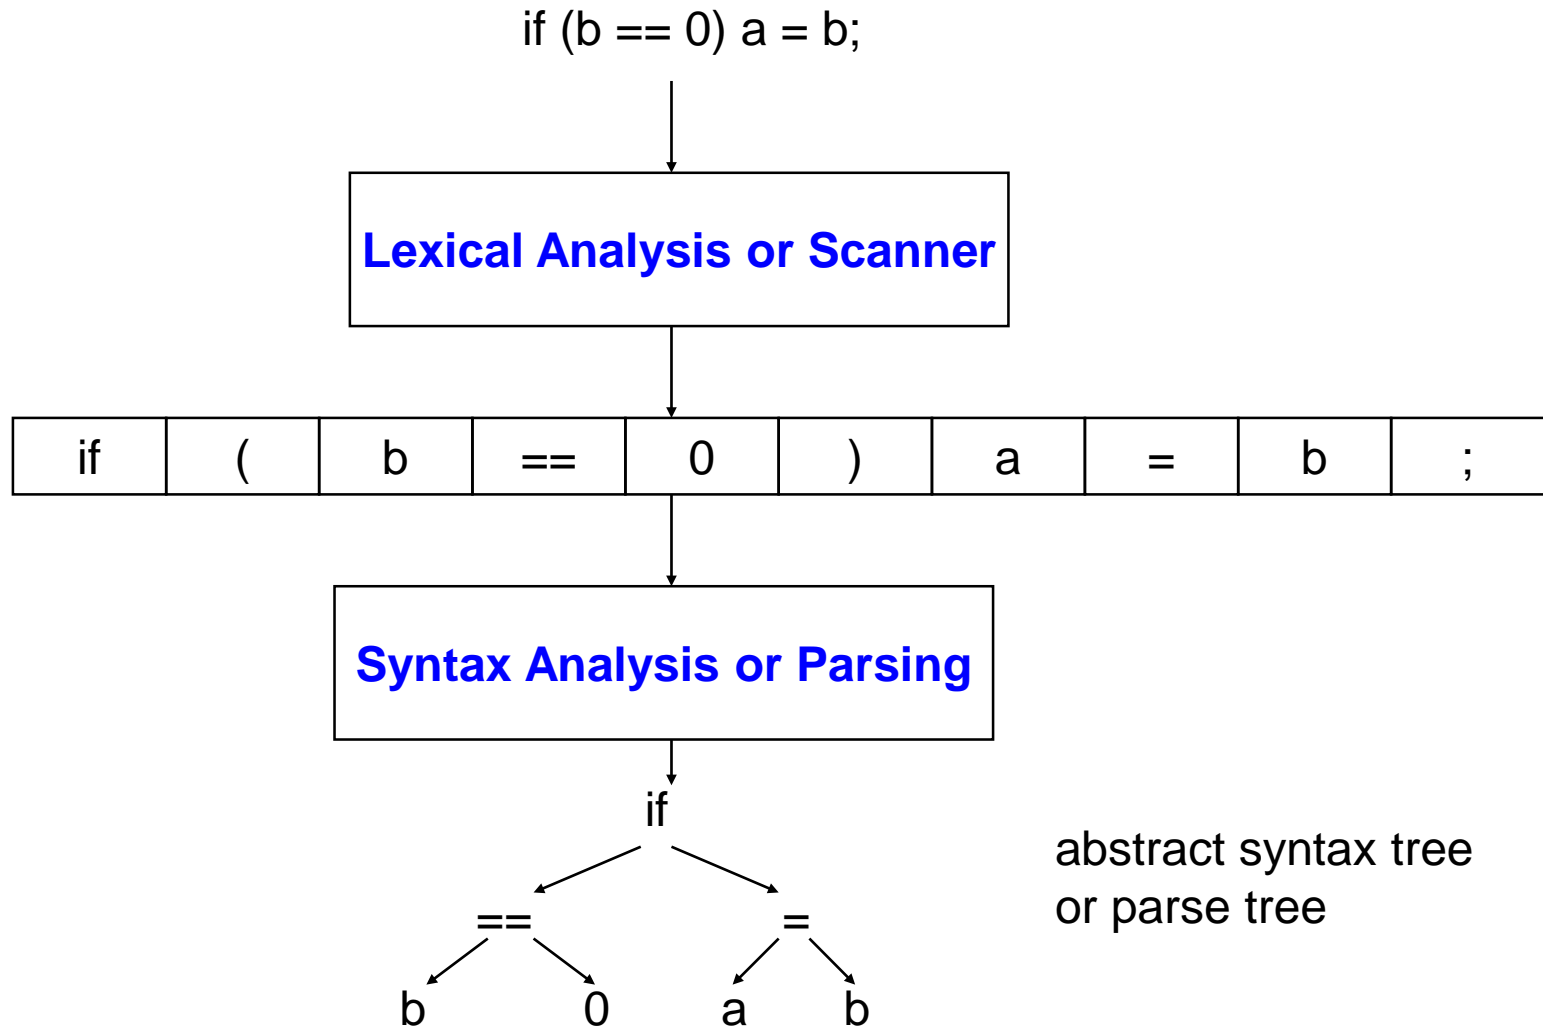 if (b == 0) a = b;
Lexical Analysis or Scanner
if ( b == 0 ) a = b ;
Syntax Analysis or Parsing
if
abstract syntax tree
or parse tree
== =
b 0 a b